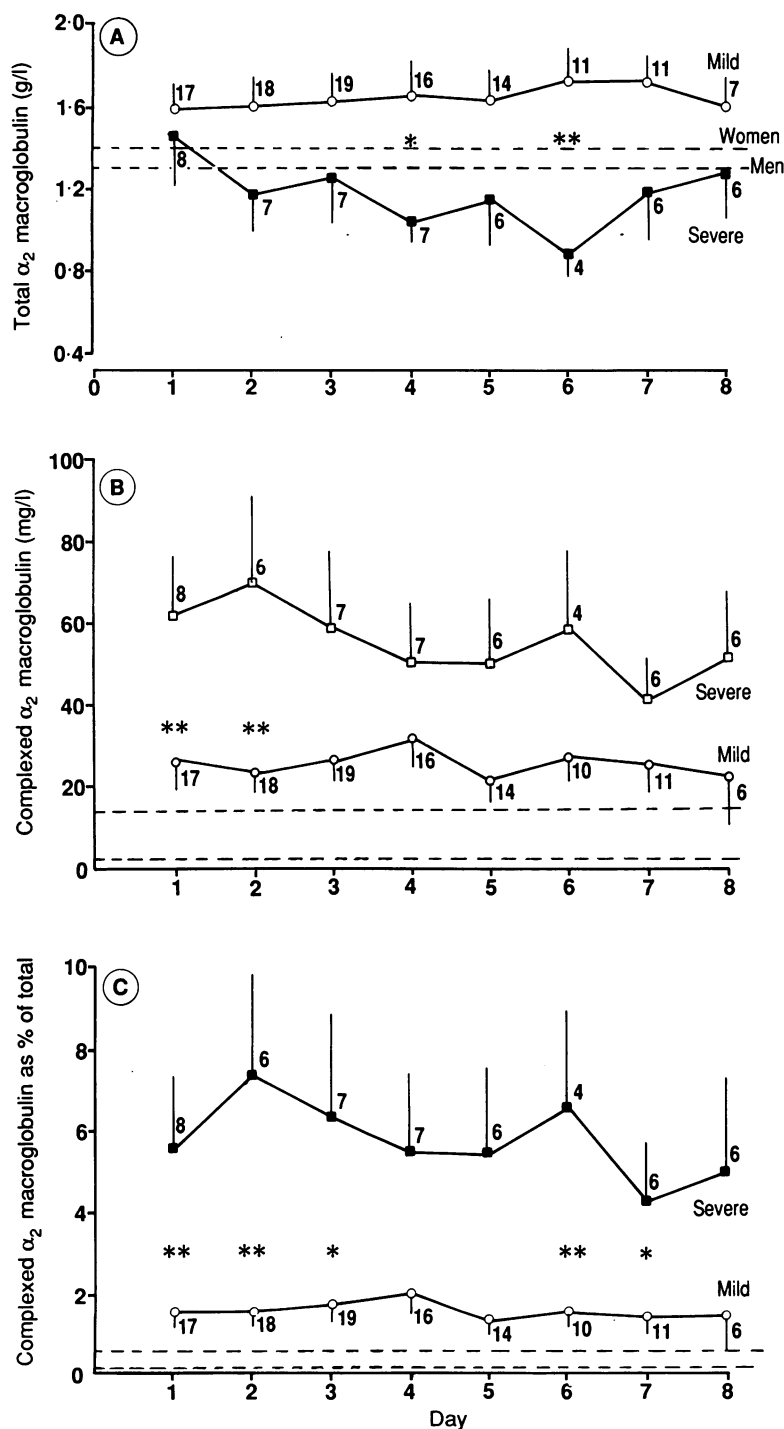 A
Total α₂ macroglobulin (g/l)
2·0
1·6
1·2
0·8
0·4
17 18 19 16 14 11 11 7
Mild
* **
Women
Men
8 7 7 7 6 4 6 6
Severe
0 1 2 3 4 5 6 7 8
B
Complexed α₂ macroglobulin (mg/l)
100
80
60
40
20
0
8 6 7 7 6 4 6 6
Severe
** **
Mild
17 18 19 16 14 10 11 6
1 2 3 4 5 6 7 8
C
Complexed α₂ macroglobulin as % of total
10
8
6
4
2
0
8 6 7 7 6 4 6 6
Severe
** ** * ** *
Mild
17 18 19 16 14 10 11 6
1 2 3 4 5 6 7 8
Day